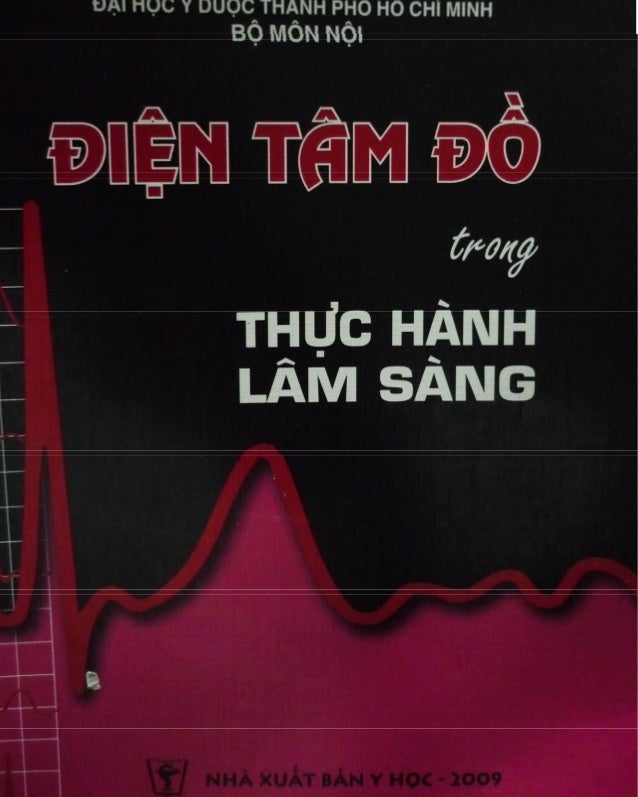 ĐẠI HỌC Y DƯỢC THÀNH PHỐ HỒ CHÍ MINH
BỘ MÔN NỘI
ĐIỆN TÂM ĐỒ
trong
THỰC HÀNH
LÂM SÀNG
NHÀ XUẤT BẢN Y HỌC - 2009